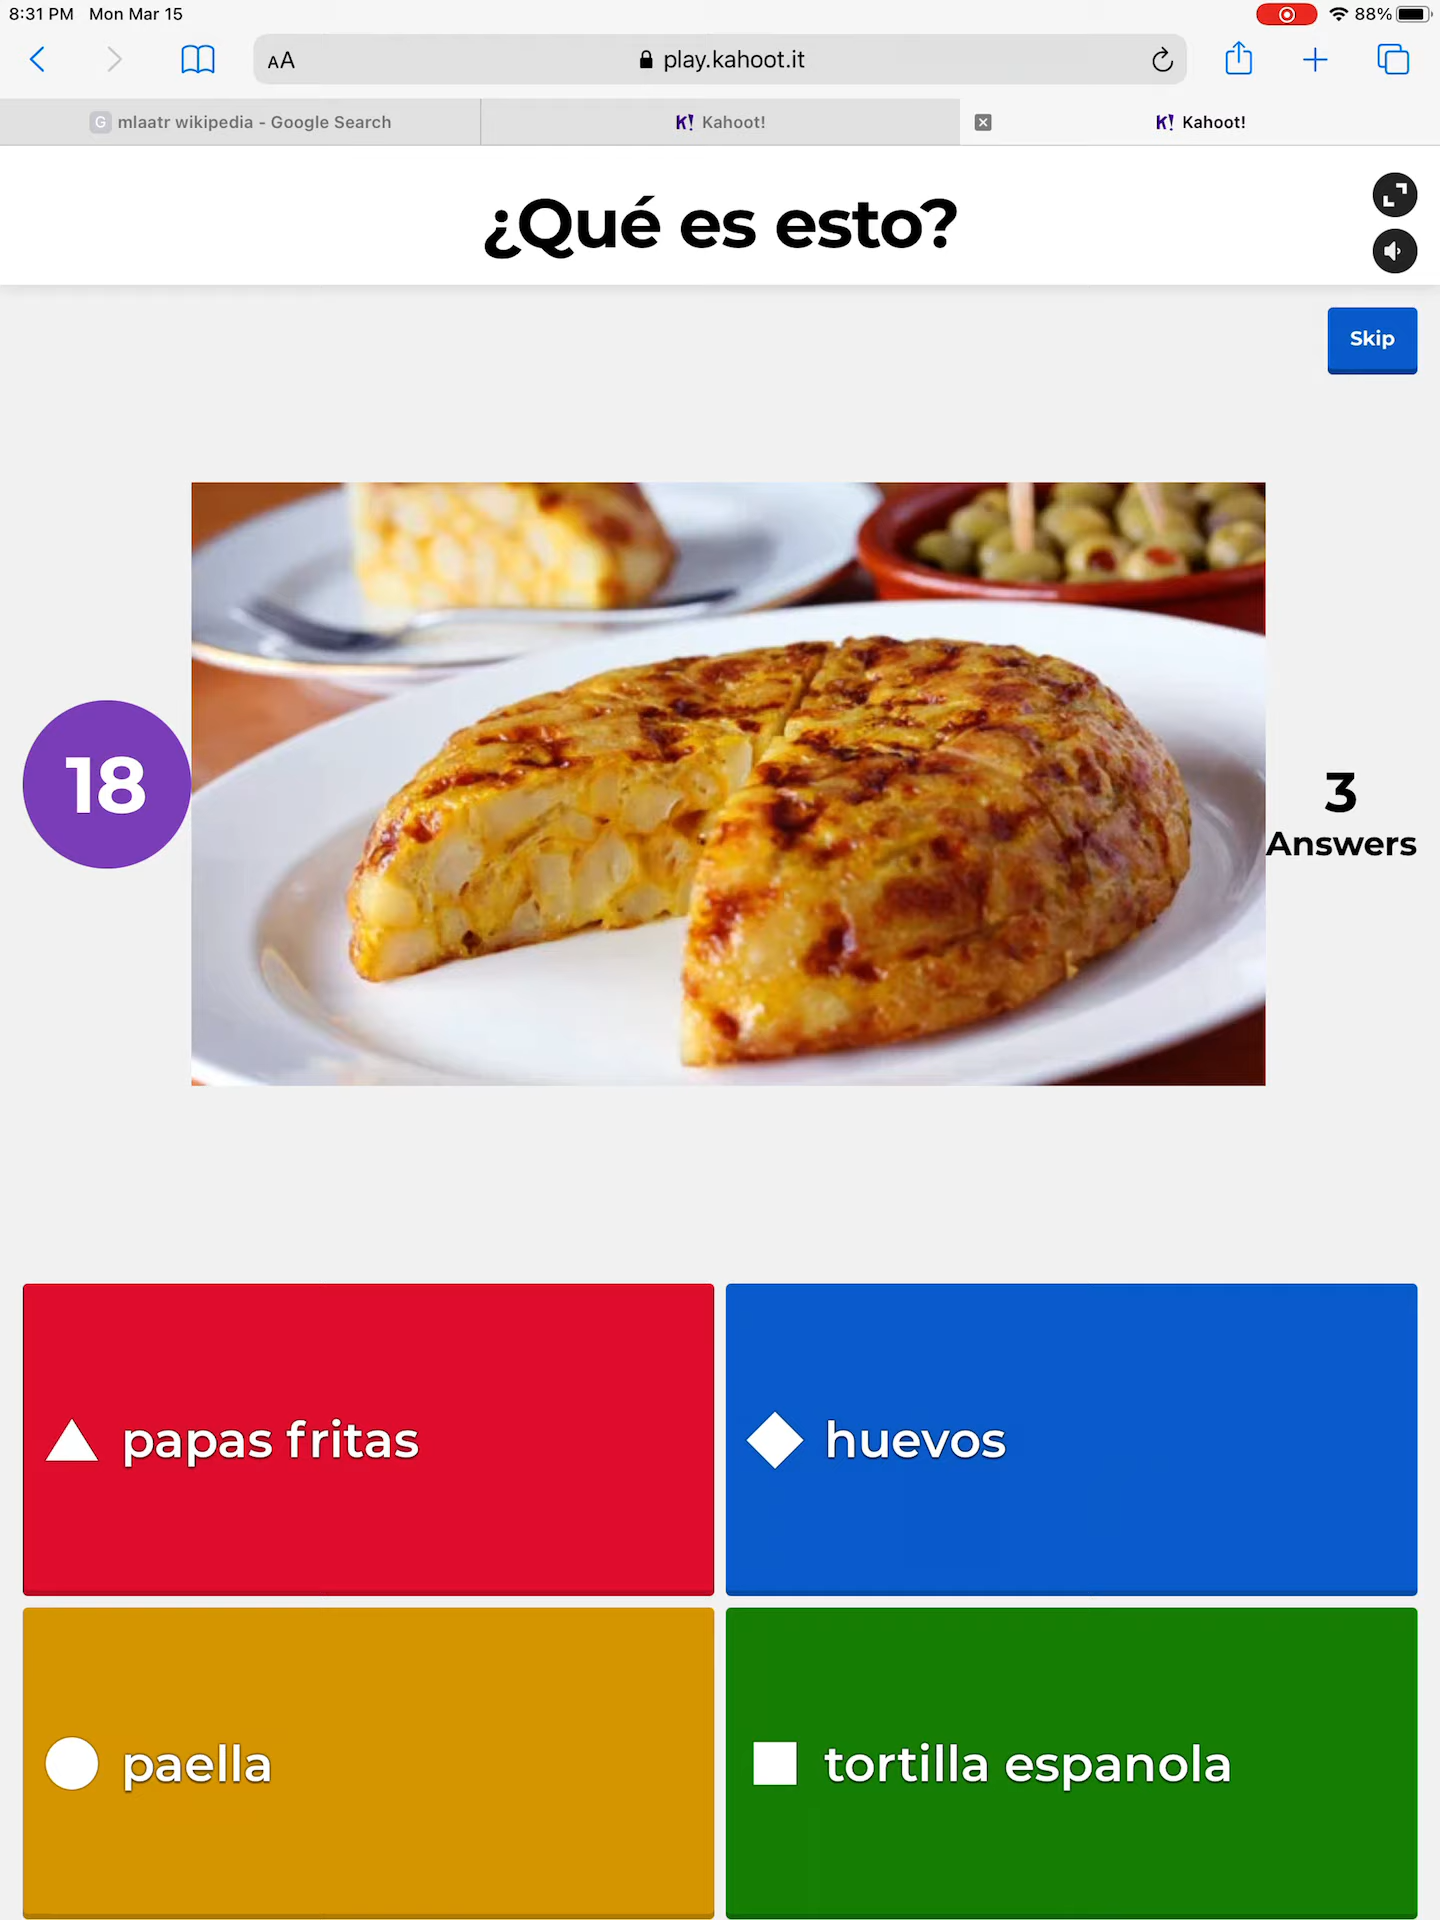 8:31 PM Mon Mar 15
88%
AA
play.kahoot.it
G mlaatr wikipedia - Google Search
K! Kahoot!
K! Kahoot!
¿Qué es esto?
Skip
18
3
Answers
papas fritas
huevos
paella
tortilla espanola